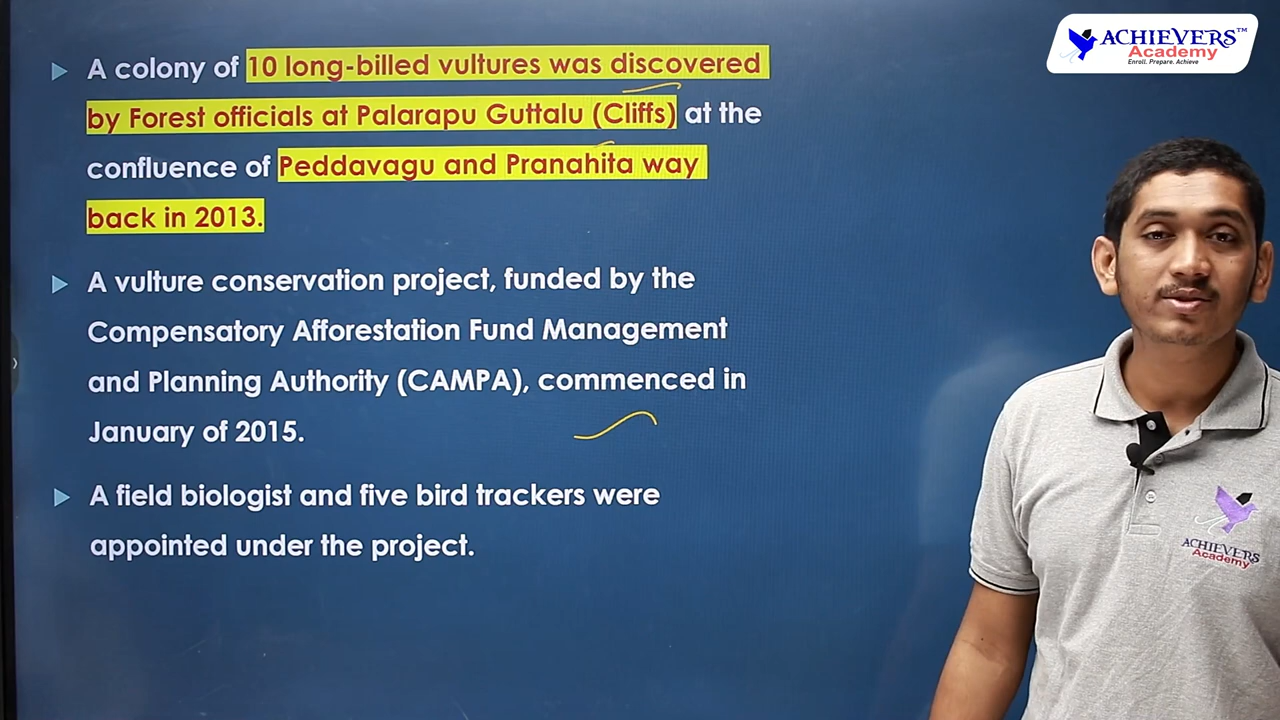 ACHIEVERS™
Academy
Enroll. Prepare. Achieve
A colony of 10 long-billed vultures was discovered
by Forest officials at Palarapu Guttalu (Cliffs) at the
confluence of Peddavagu and Pranahita way
back in 2013.
A vulture conservation project, funded by the
Compensatory Afforestation Fund Management
and Planning Authority (CAMPA), commenced in
January of 2015.
A field biologist and five bird trackers were
appointed under the project.
ACHIEVERS
Academy